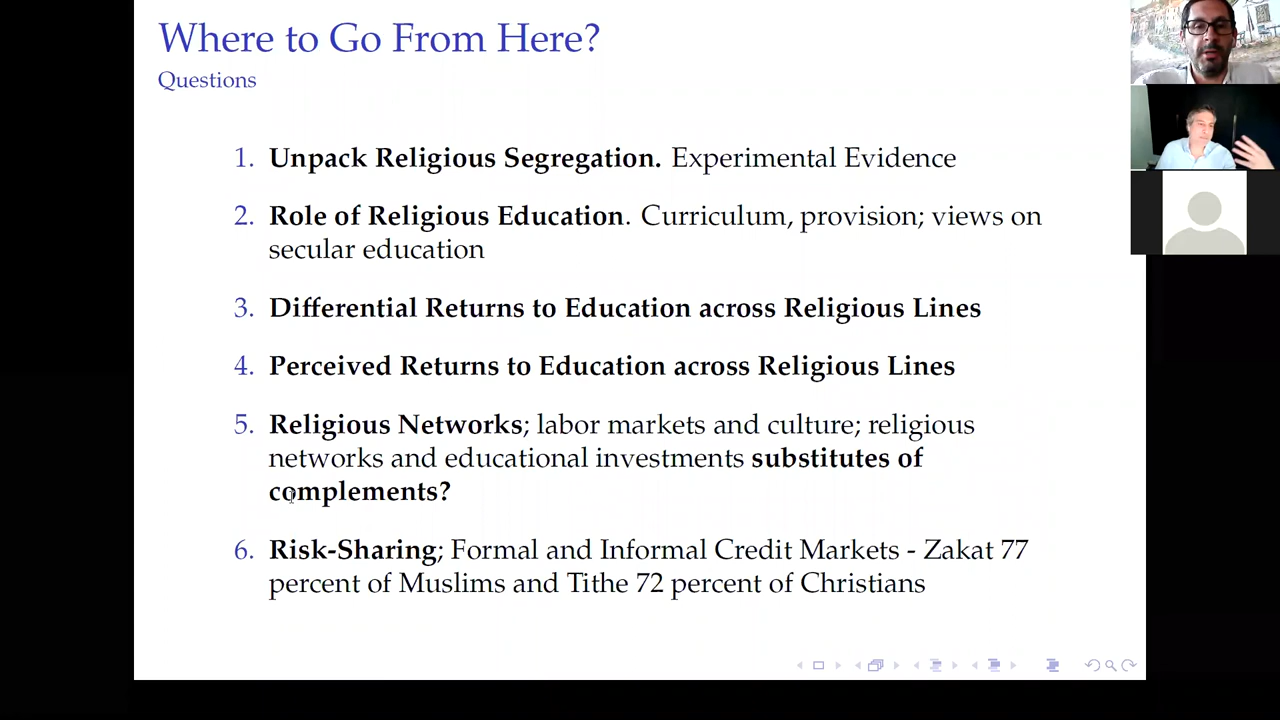 Where to Go From Here?
Questions
1. Unpack Religious Segregation. Experimental Evidence
2. Role of Religious Education. Curriculum, provision; views on
secular education
3. Differential Returns to Education across Religious Lines
4. Perceived Returns to Education across Religious Lines
5. Religious Networks; labor markets and culture; religious
networks and educational investments substitutes of
complements?
6. Risk-Sharing; Formal and Informal Credit Markets - Zakat 77
percent of Muslims and Tithe 72 percent of Christians